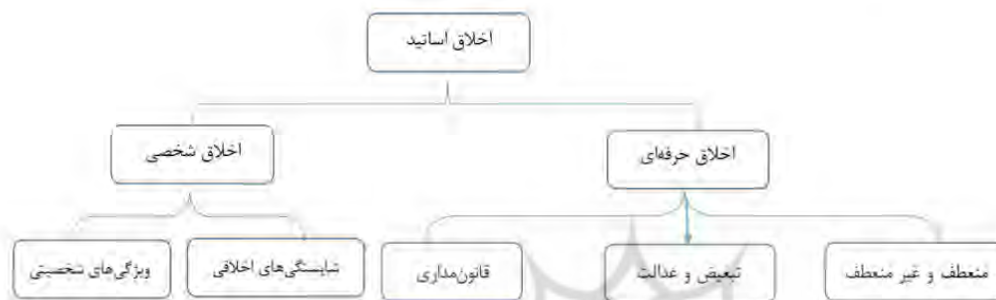 اخلاق اساتید
اخلاق حرفه‌ای
اخلاق شخصی
منعطف و غیر منعطف
تبعیض و عدالت
قانون‌مداری
شایستگی‌های اخلاقی
ویژگی‌های شخصیتی